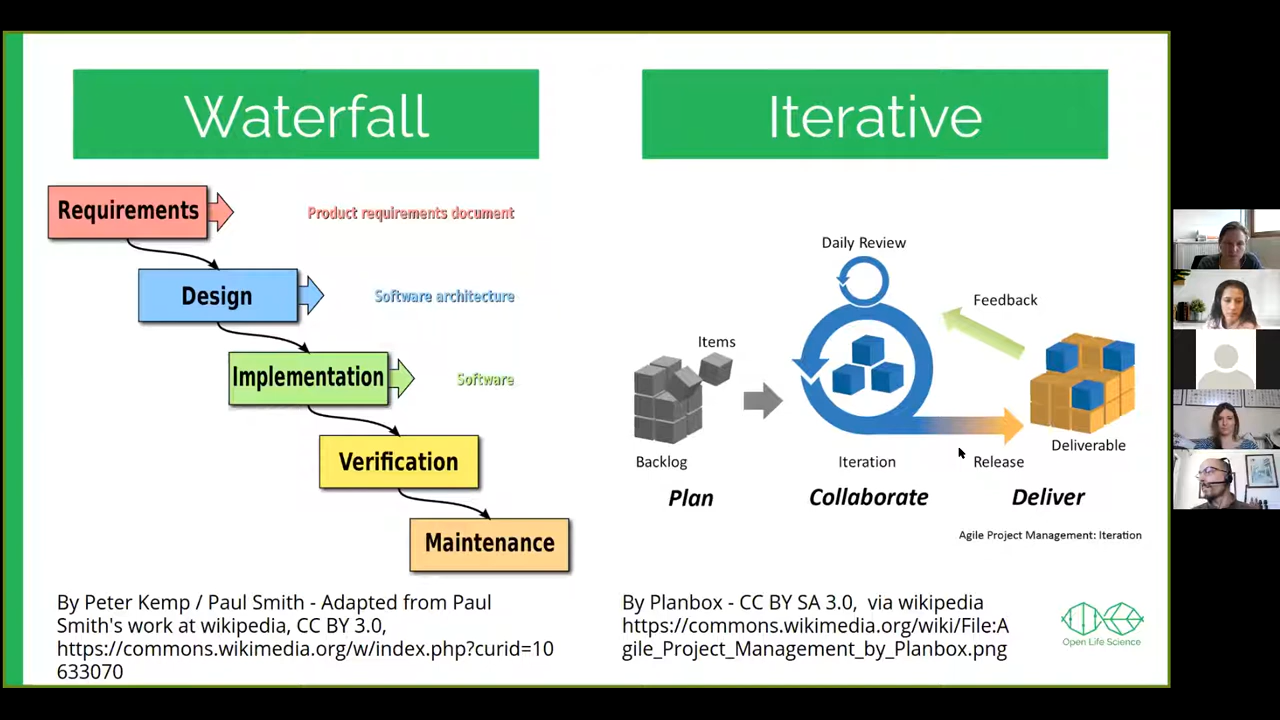 Waterfall
Requirements
Product requirements document
Design
Software architecture
Implementation
Software
Verification
Maintenance
By Peter Kemp / Paul Smith - Adapted from Paul
Smith's work at wikipedia, CC BY 3.0,
https://commons.wikimedia.org/w/index.php?curid=10
633070
Iterative
Daily Review
Feedback
Items
Backlog
Iteration
Release
Deliverable
Plan
Collaborate
Deliver
Agile Project Management: Iteration
By Planbox - CC BY SA 3.0, via wikipedia
https://commons.wikimedia.org/wiki/File:A
gile_Project_Management_by_Planbox.png
Open Life Science